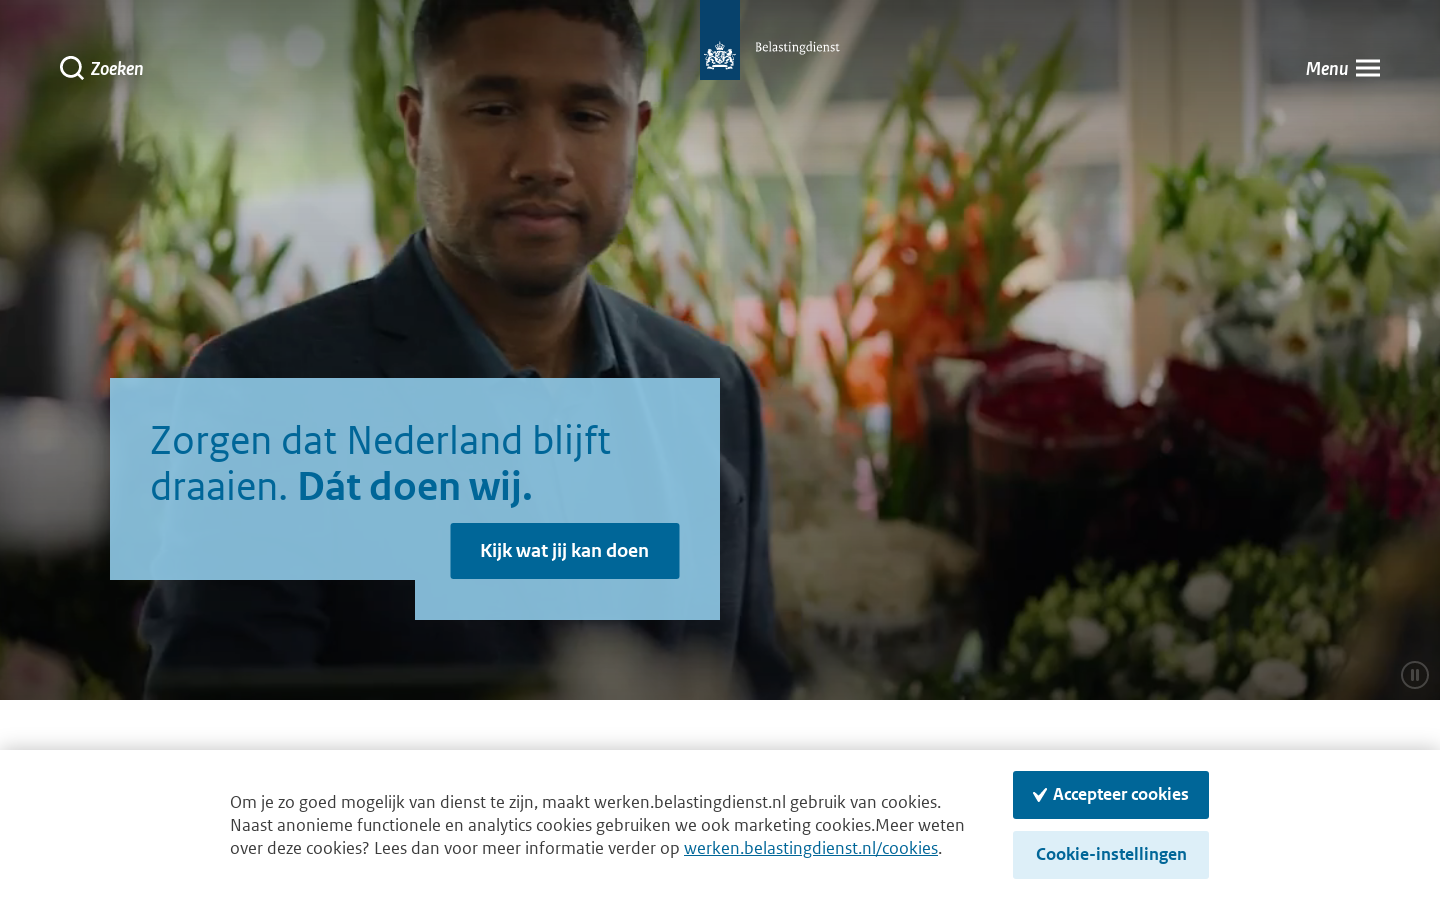 Zoeken
Belastingdienst
Menu
Zorgen dat Nederland blijft
draaien. Dát doen wij.
Kijk wat jij kan doen
Om je zo goed mogelijk van dienst te zijn, maakt werken.belastingdienst.nl gebruik van cookies.
Naast anonieme functionele en analytics cookies gebruiken we ook marketing cookies.Meer weten
over deze cookies? Lees dan voor meer informatie verder op werken.belastingdienst.nl/cookies.
Accepteer cookies
Cookie-instellingen